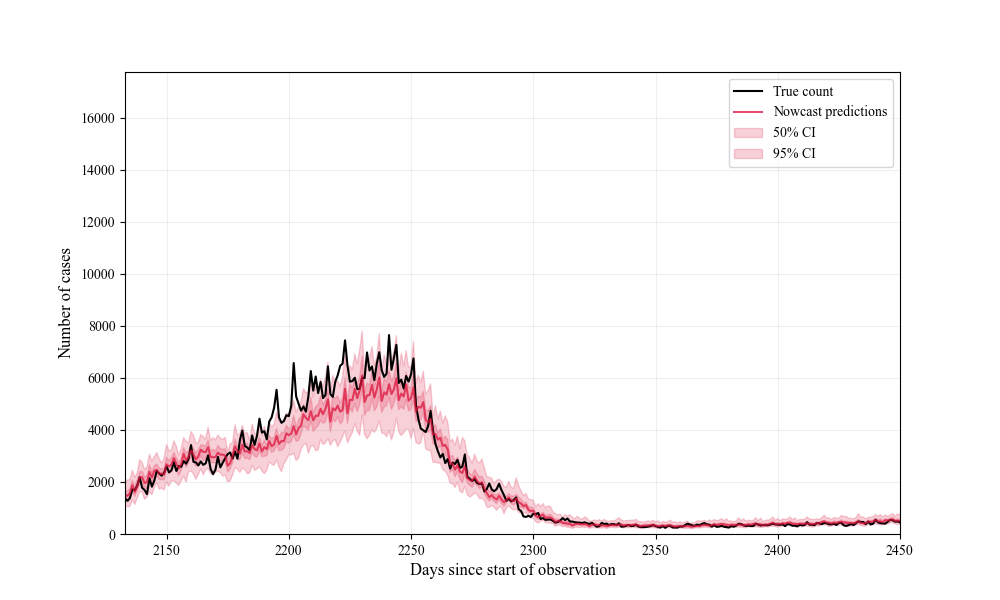 True count
Nowcast predictions
50% CI
95% CI
16000
14000
12000
10000
8000
6000
4000
2000
0
Number of cases
2150
2200
2250
2300
2350
2400
2450
Days since start of observation